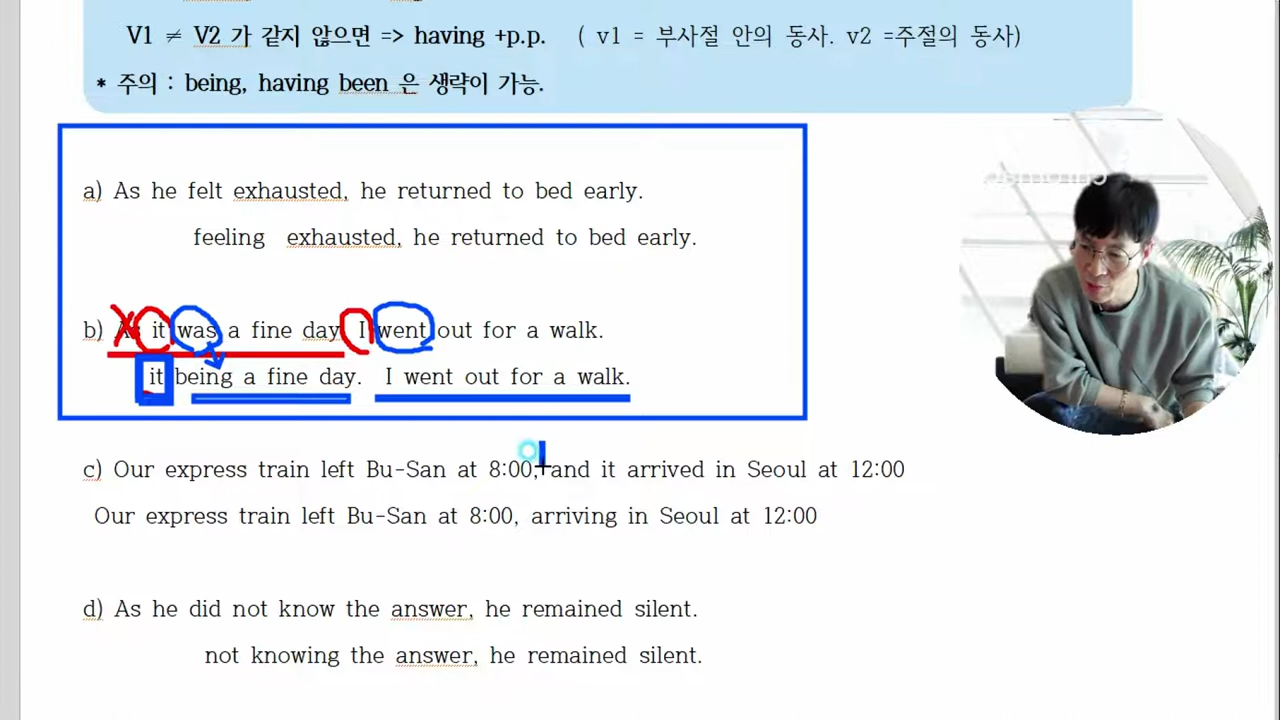 V1 ≠ V2 가 같지 않으면 => having +p.p. ( v1 = 부사절 안의 동사. v2 =주절의 동사)
* 주의 : being, having been 은 생략이 가능.
a) As he felt exhausted, he returned to bed early.
feeling exhausted, he returned to bed early.
b) As it was a fine day I went out for a walk.
it being a fine day. I went out for a walk.
c) Our express train left Bu-San at 8:00, and it arrived in Seoul at 12:00
Our express train left Bu-San at 8:00, arriving in Seoul at 12:00
d) As he did not know the answer, he remained silent.
not knowing the answer, he remained silent.